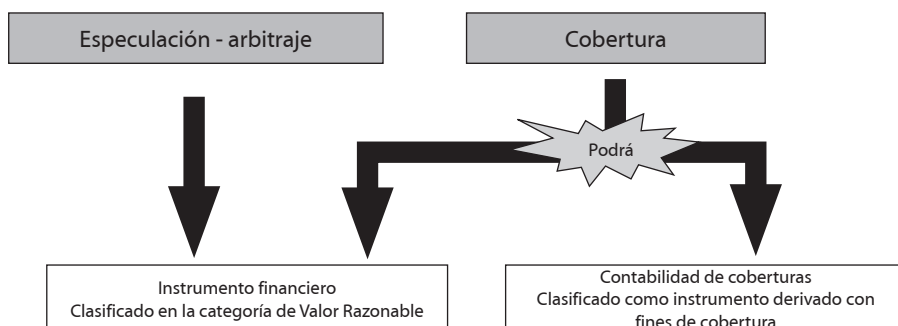 Especulación - arbitraje
Cobertura
Podrá
Instrumento financiero
Clasificado en la categoría de Valor Razonable
Contabilidad de coberturas
Clasificado como instrumento derivado con
fines de cobertura